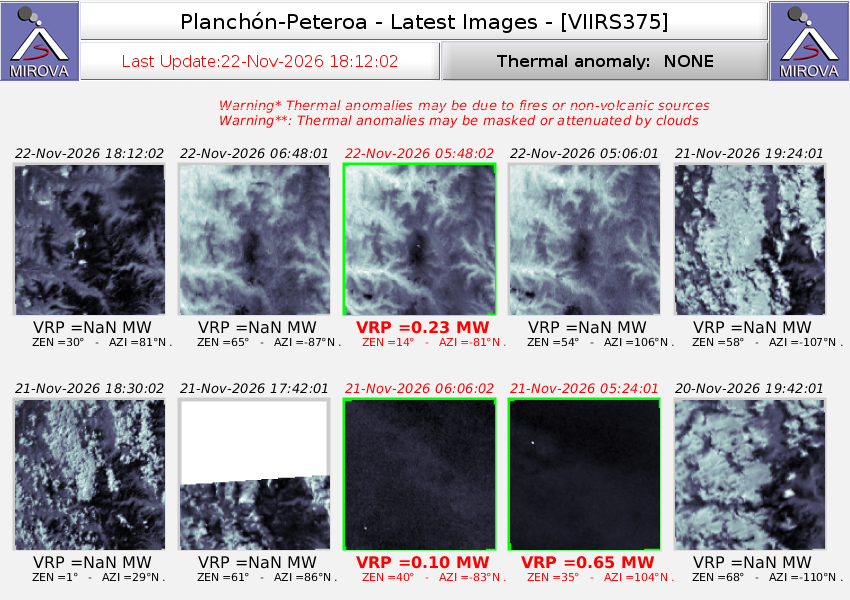 Planchón-Peteroa - Latest Images - [VIIRS375]
MIROVA
Last Update:22-Nov-2026 18:12:02
Thermal anomaly: NONE
MIROVA
Warning* Thermal anomalies may be due to fires or non-volcanic sources
Warning**: Thermal anomalies may be masked or attenuated by clouds
22-Nov-2026 18:12:02 22-Nov-2026 06:48:01 22-Nov-2026 05:48:02 22-Nov-2026 05:06:01 21-Nov-2026 19:24:01
VRP =NaN MW VRP =NaN MW VRP =0.23 MW VRP =NaN MW VRP =NaN MW
ZEN =30° - AZI =81°N . ZEN =65° - AZI =-87°N . ZEN =14° - AZI =-81°N . ZEN =54° - AZI =106°N . ZEN =58° - AZI =-107°N .
21-Nov-2026 18:30:02 21-Nov-2026 17:42:01 21-Nov-2026 06:06:02 21-Nov-2026 05:24:01 20-Nov-2026 19:42:01
VRP =NaN MW VRP =NaN MW VRP =0.10 MW VRP =0.65 MW VRP =NaN MW
ZEN =1° - AZI =29°N . ZEN =61° - AZI =86°N . ZEN =40° - AZI =-83°N . ZEN =35° - AZI =104°N . ZEN =68° - AZI =-110°N .